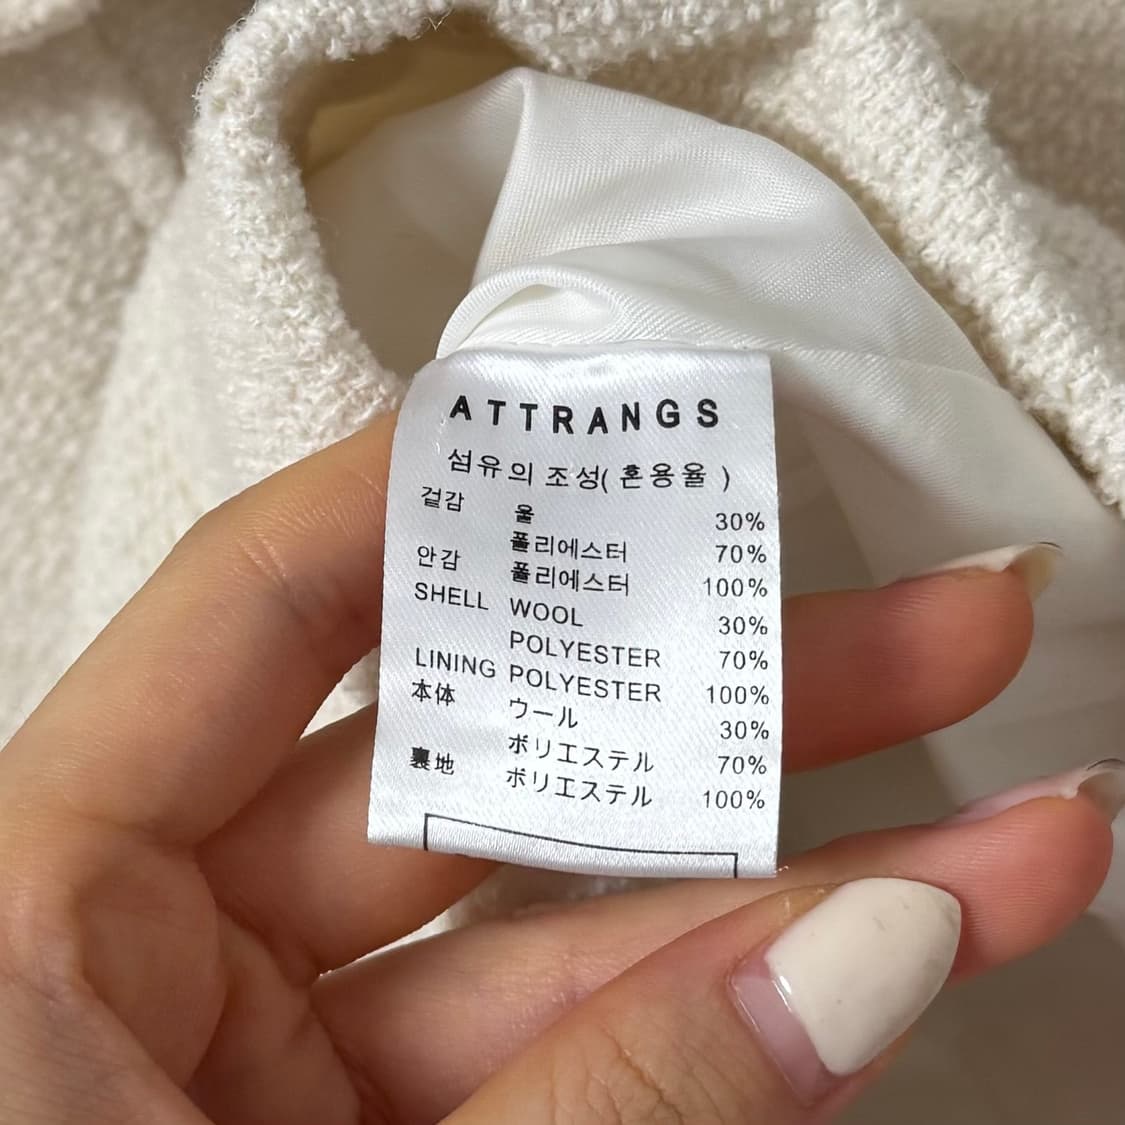 ATTRANGS
섬유의 조성( 혼용율 )
겉감 울 30%
폴리에스터 70%
안감 폴리에스터 100%
SHELL WOOL 30%
POLYESTER 70%
LINING POLYESTER 100%
本体 ウール 30%
ポリエステル 70%
裏地 ポリエステル 100%